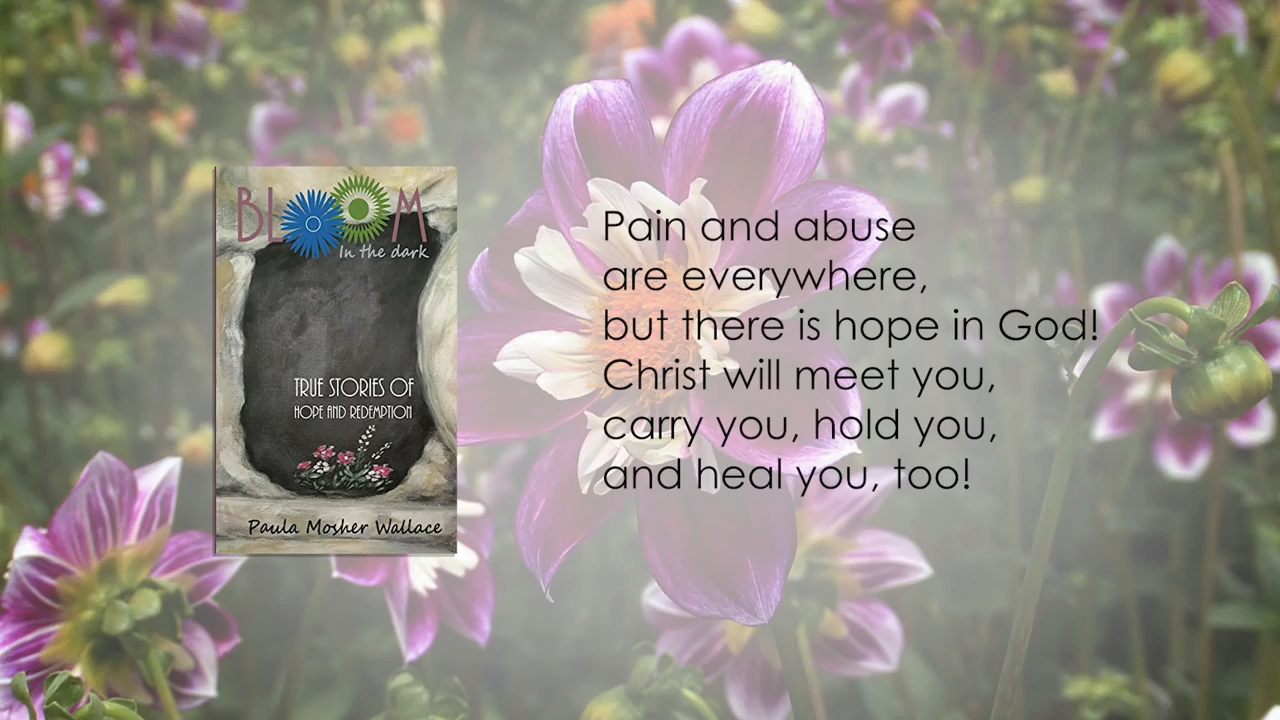 BLOOM
In the dark
TRUE STORIES OF
HOPE AND REDEMPTION
Paula Mosher Wallace
Pain and abuse
are everywhere,
but there is hope in God!
Christ will meet you,
carry you, hold you,
and heal you, too!